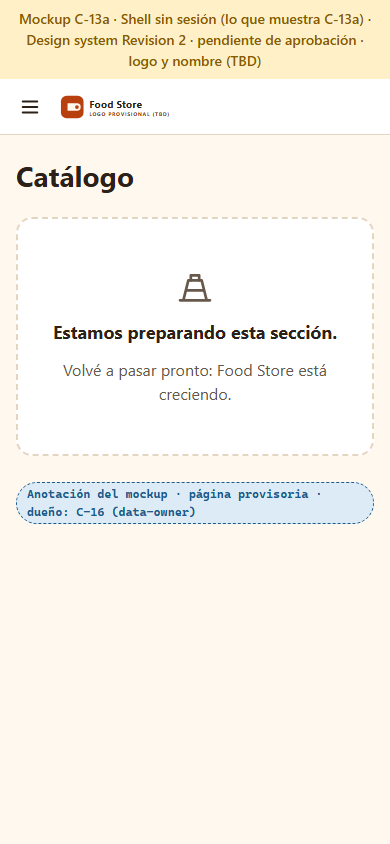 Mockup C-13a · Shell sin sesión (lo que muestra C-13a) ·
Design system Revision 2 · pendiente de aprobación ·
logo y nombre (TBD)
Food Store
LOGO PROVISIONAL (TBD)
Catálogo
Estamos preparando esta sección.
Volvé a pasar pronto: Food Store está
creciendo.
Anotación del mockup · página provisoria ·
dueño: C-16 (data-owner)